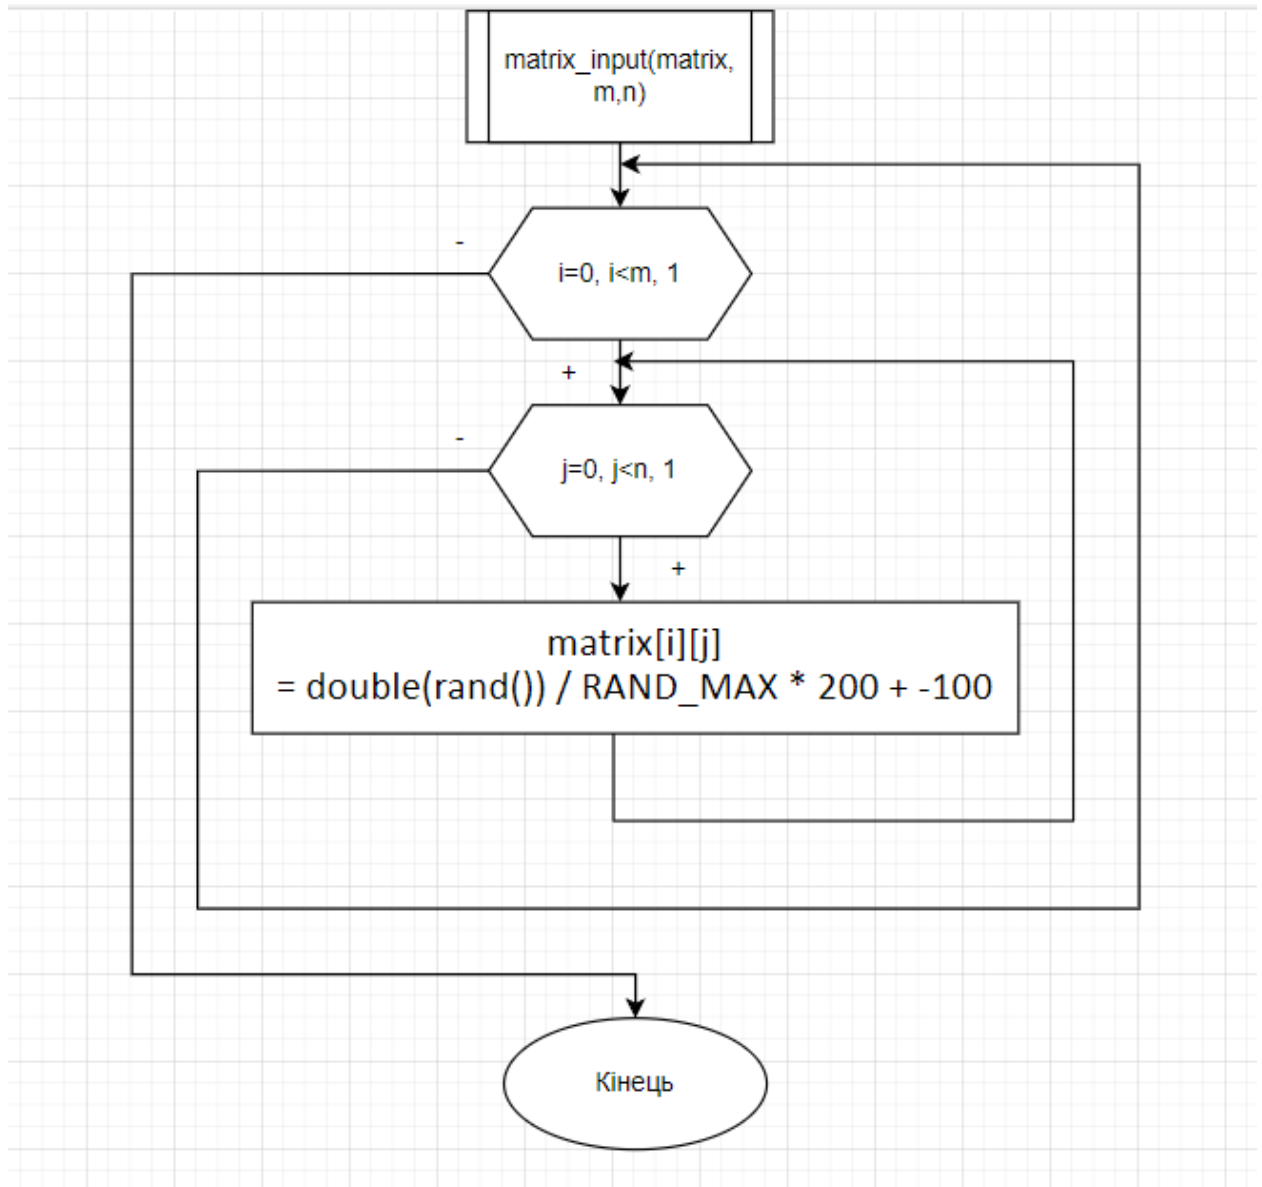 matrix_input(matrix,
m,n)
-
i=0, i<m, 1
+
-
j=0, j<n, 1
+
matrix[i][j]
= double(rand()) / RAND_MAX * 200 + -100
Кінець